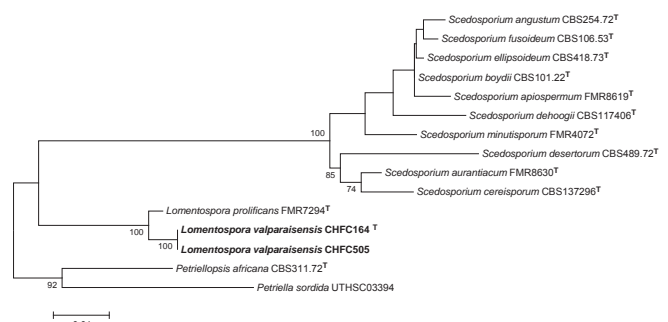 Scedosporium angustum CBS254.72T
Scedosporium fusoideum CBS106.53T
Scedosporium ellipsoideum CBS418.73T
Scedosporium boydii CBS101.22T
Scedosporium apiospermum FMR8619T
Scedosporium dehoogii CBS117406T
Scedosporium minutisporum FMR4072T
100
Scedosporium desertorum CBS489.72T
85
Scedosporium aurantiacum FMR8630T
74
Scedosporium cereisporum CBS137296T
Lomentospora prolificans FMR7294T
100
Lomentospora valparaisensis CHFC164 T
100
Lomentospora valparaisensis CHFC505
Petriellopsis africana CBS311.72T
92
Petriella sordida UTHSC03394